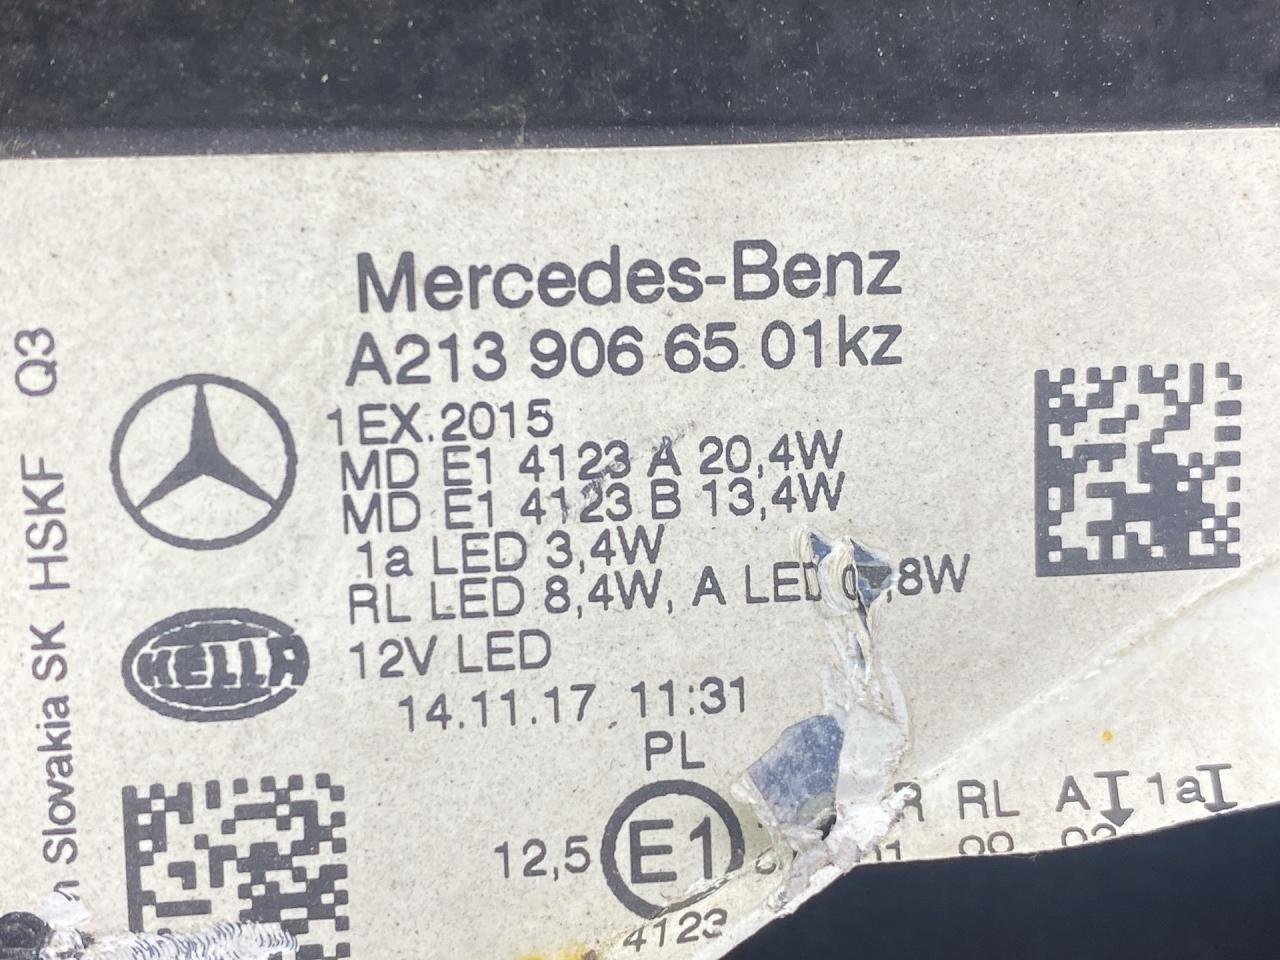 Mercedes-Benz
A213 906 65 01kz
1EX.2015
MD E1 4123 A 20,4W
MD E1 4123 B 13,4W
1a LED 3,4W
RL LED 8,4W, A LED ,8W
12V LED
14.11.17 11:31
PL
12,5 E1 R RL A 1a
4123
HELLA
Slovakia SK HSKF Q3